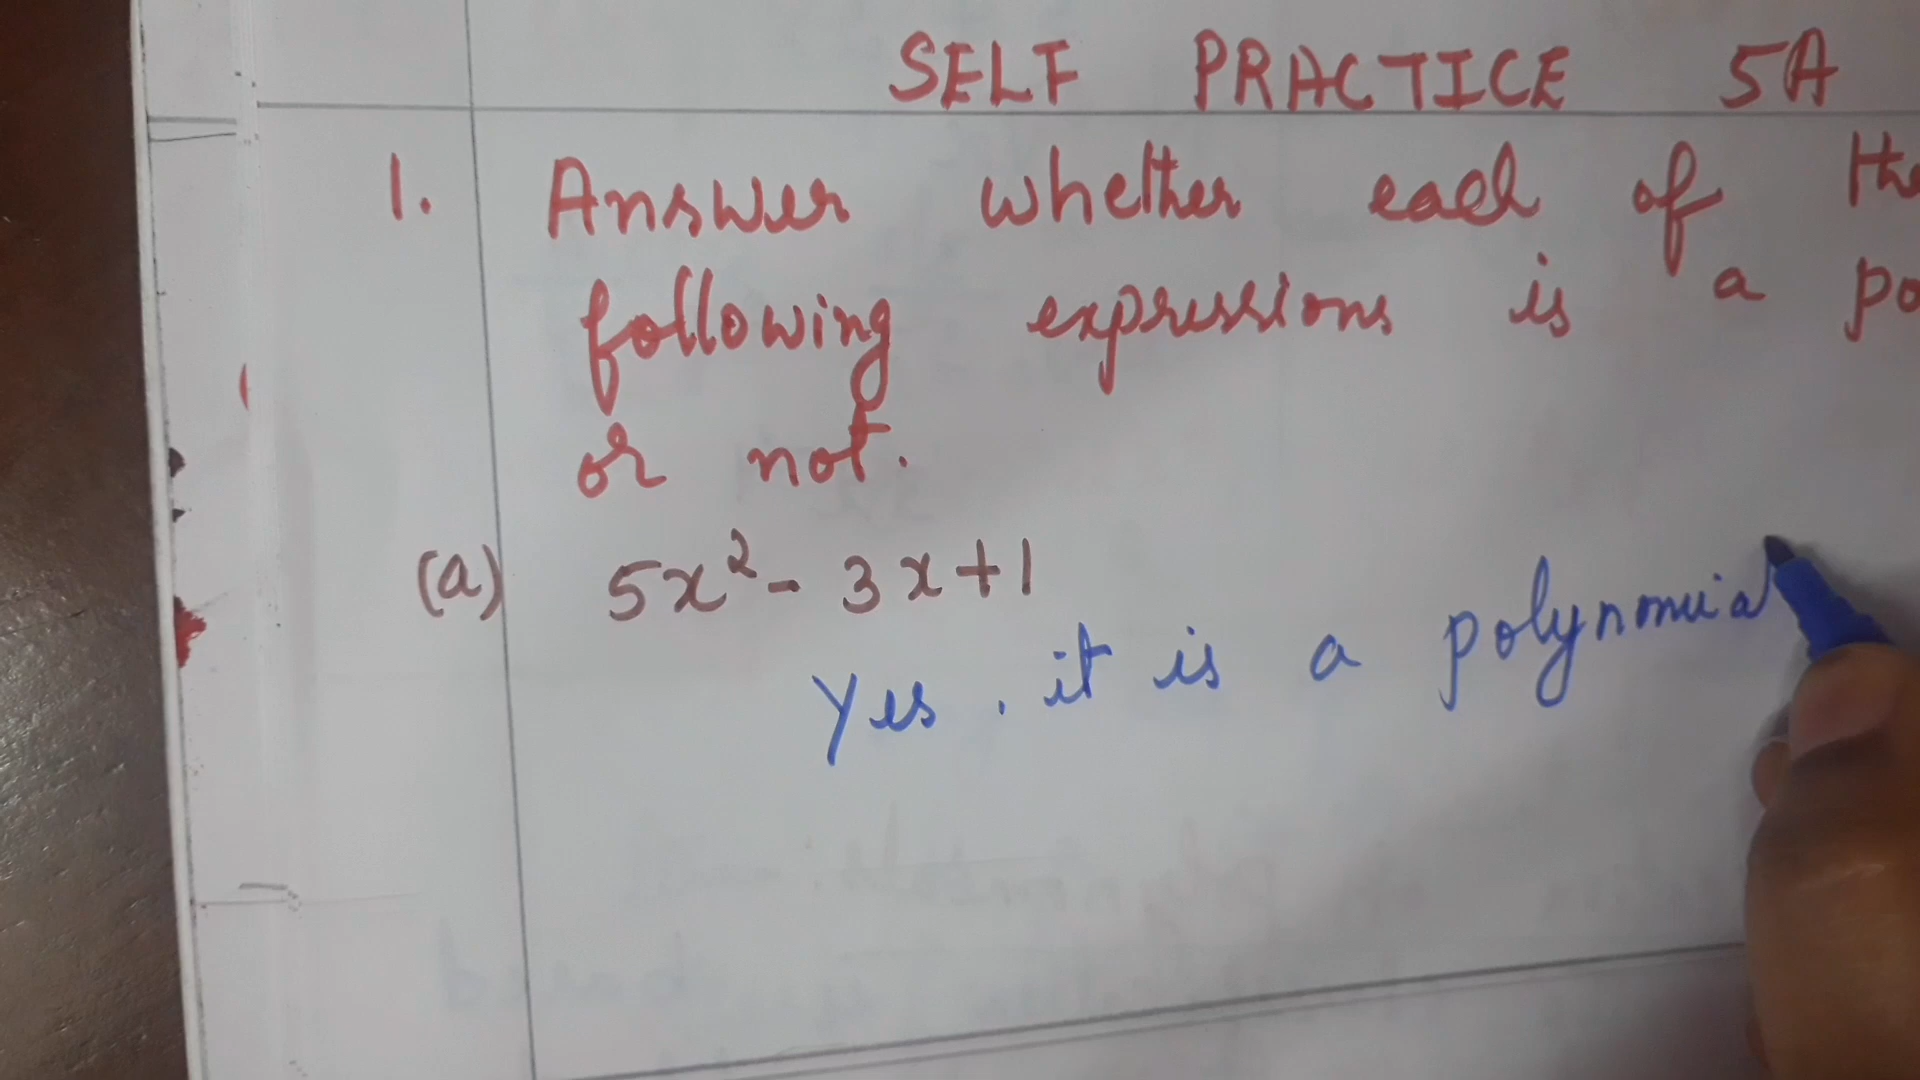 SELF PRACTICE 5A
1. Answer whether each of the
following expressions is a po
or not.
(a) 5x² - 3x+1
Yes, it is a polynomial